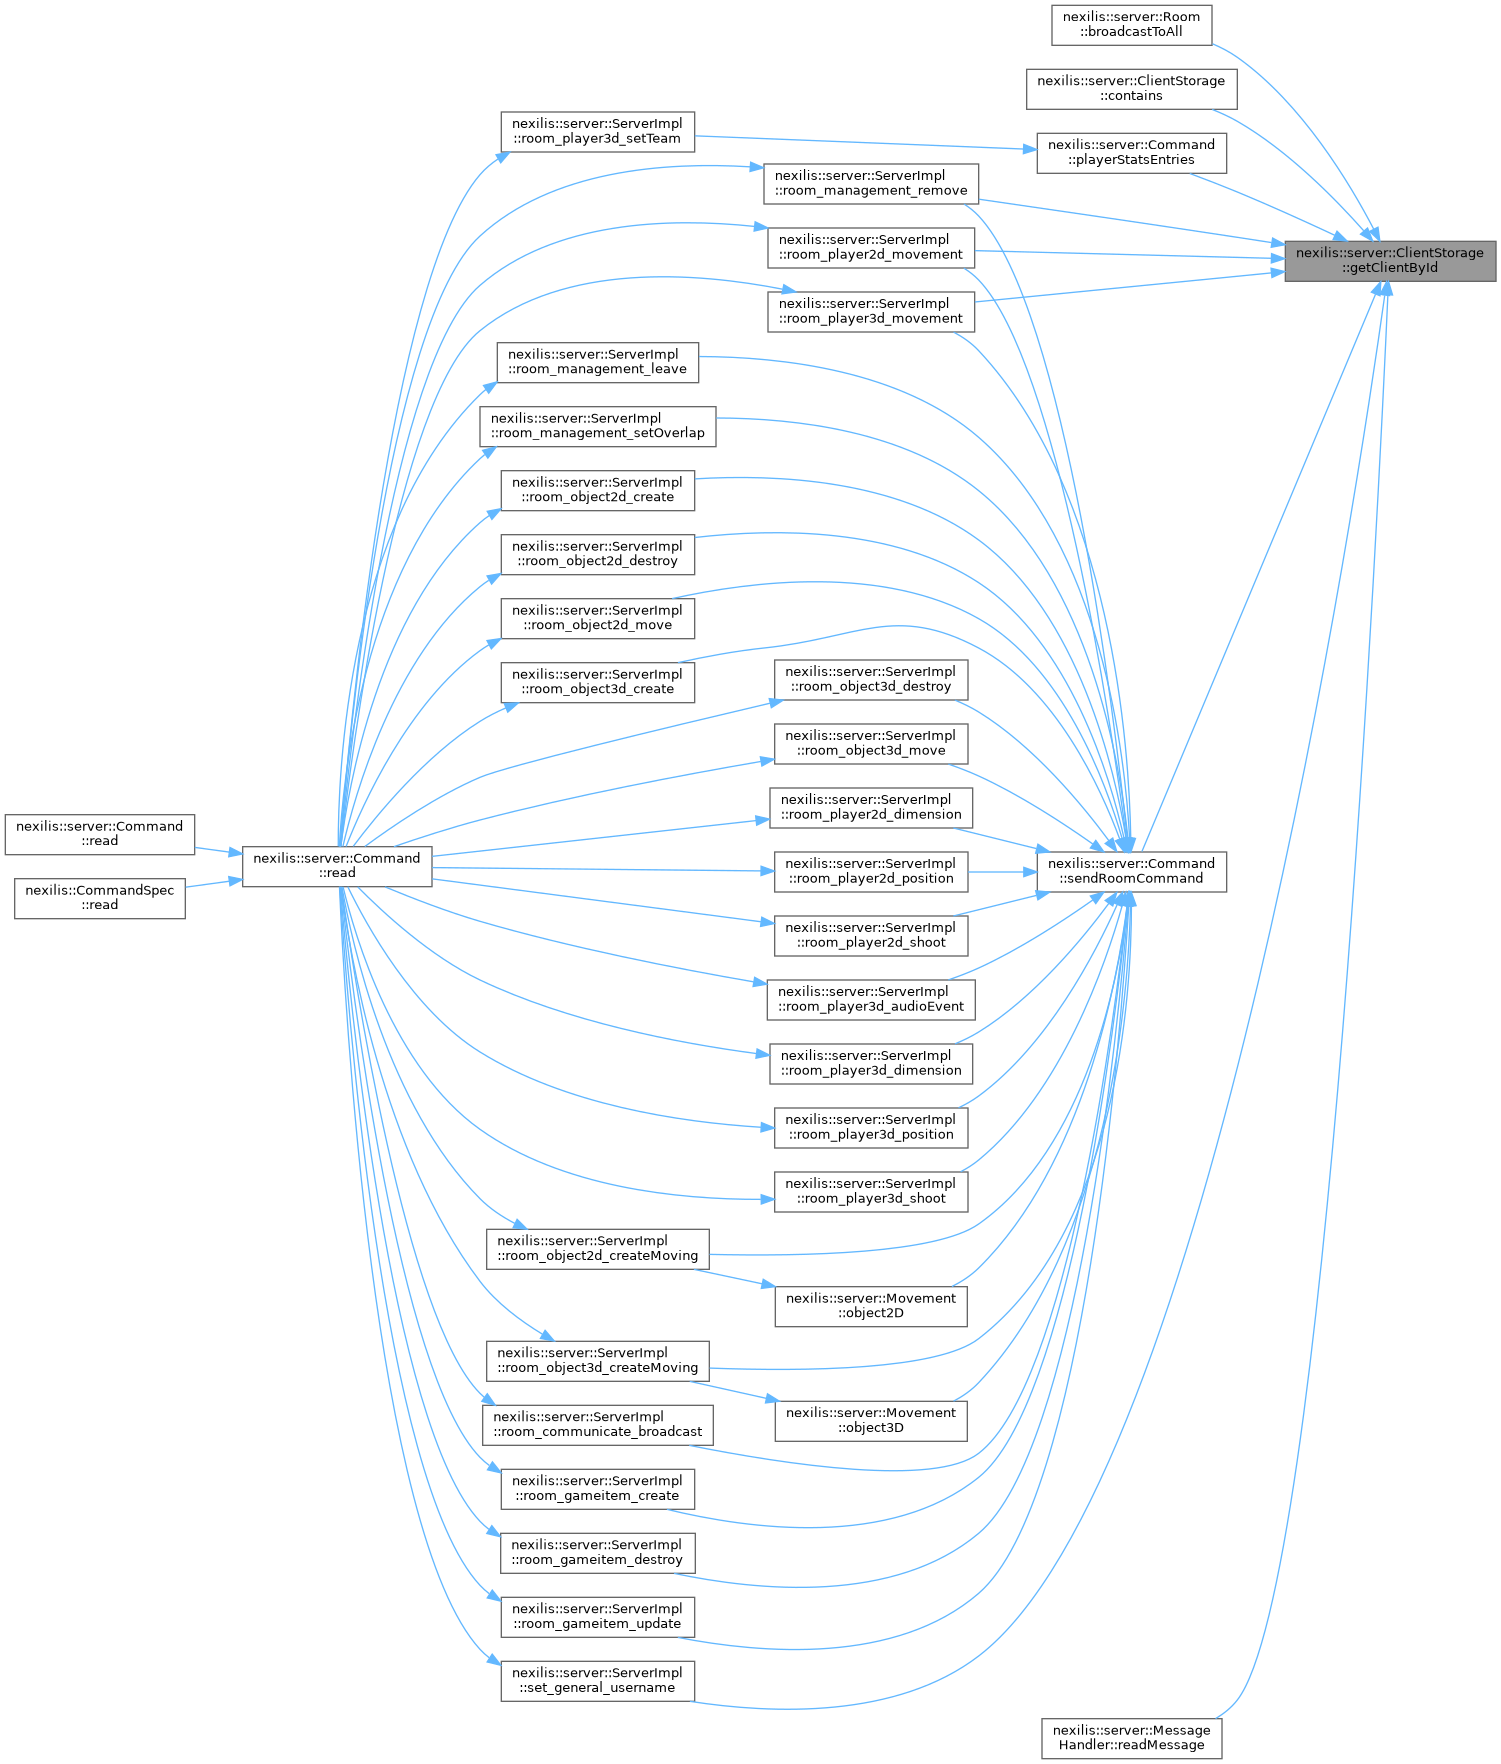 nexilis::server::Room
::broadcastToAll
nexilis::server::ClientStorage
::contains
nexilis::server::ServerImpl
::room_player3d_setTeam
nexilis::server::Command
::playerStatsEntries
nexilis::server::ServerImpl
::room_management_remove
nexilis::server::ServerImpl
::room_player2d_movement
nexilis::server::ClientStorage
::getClientById
nexilis::server::ServerImpl
::room_player3d_movement
nexilis::server::ServerImpl
::room_management_leave
nexilis::server::ServerImpl
::room_management_setOverlap
nexilis::server::ServerImpl
::room_object2d_create
nexilis::server::ServerImpl
::room_object2d_destroy
nexilis::server::ServerImpl
::room_object2d_move
nexilis::server::ServerImpl
::room_object3d_create
nexilis::server::ServerImpl
::room_object3d_destroy
nexilis::server::ServerImpl
::room_object3d_move
nexilis::server::ServerImpl
::room_player2d_dimension
nexilis::server::Command
::read
nexilis::server::Command
::read
nexilis::CommandSpec
::read
nexilis::server::ServerImpl
::room_player2d_position
nexilis::server::Command
::sendRoomCommand
nexilis::server::ServerImpl
::room_player2d_shoot
nexilis::server::ServerImpl
::room_player3d_audioEvent
nexilis::server::ServerImpl
::room_player3d_dimension
nexilis::server::ServerImpl
::room_player3d_position
nexilis::server::ServerImpl
::room_player3d_shoot
nexilis::server::ServerImpl
::room_object2d_createMoving
nexilis::server::Movement
::object2D
nexilis::server::ServerImpl
::room_object3d_createMoving
nexilis::server::Movement
::object3D
nexilis::server::ServerImpl
::room_communicate_broadcast
nexilis::server::ServerImpl
::room_gameitem_create
nexilis::server::ServerImpl
::room_gameitem_destroy
nexilis::server::ServerImpl
::room_gameitem_update
nexilis::server::ServerImpl
::set_general_username
nexilis::server::Message
Handler::readMessage